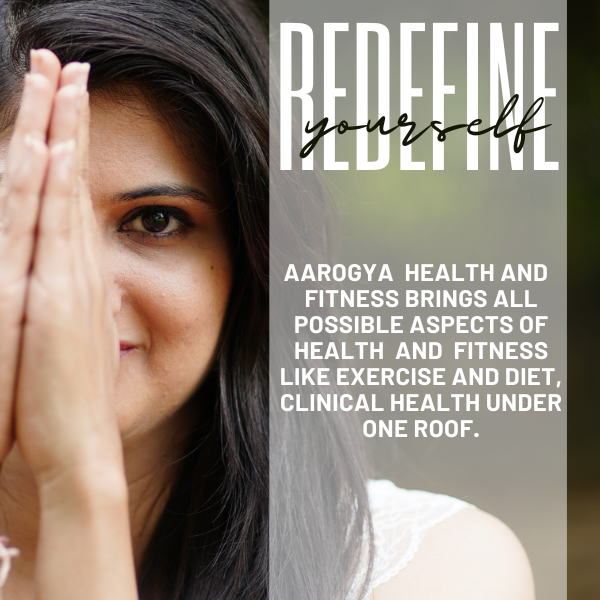 REDEFINE
yourself
AAROGYA HEALTH AND
FITNESS BRINGS ALL
POSSIBLE ASPECTS OF
HEALTH AND FITNESS
LIKE EXERCISE AND DIET,
CLINICAL HEALTH UNDER
ONE ROOF.